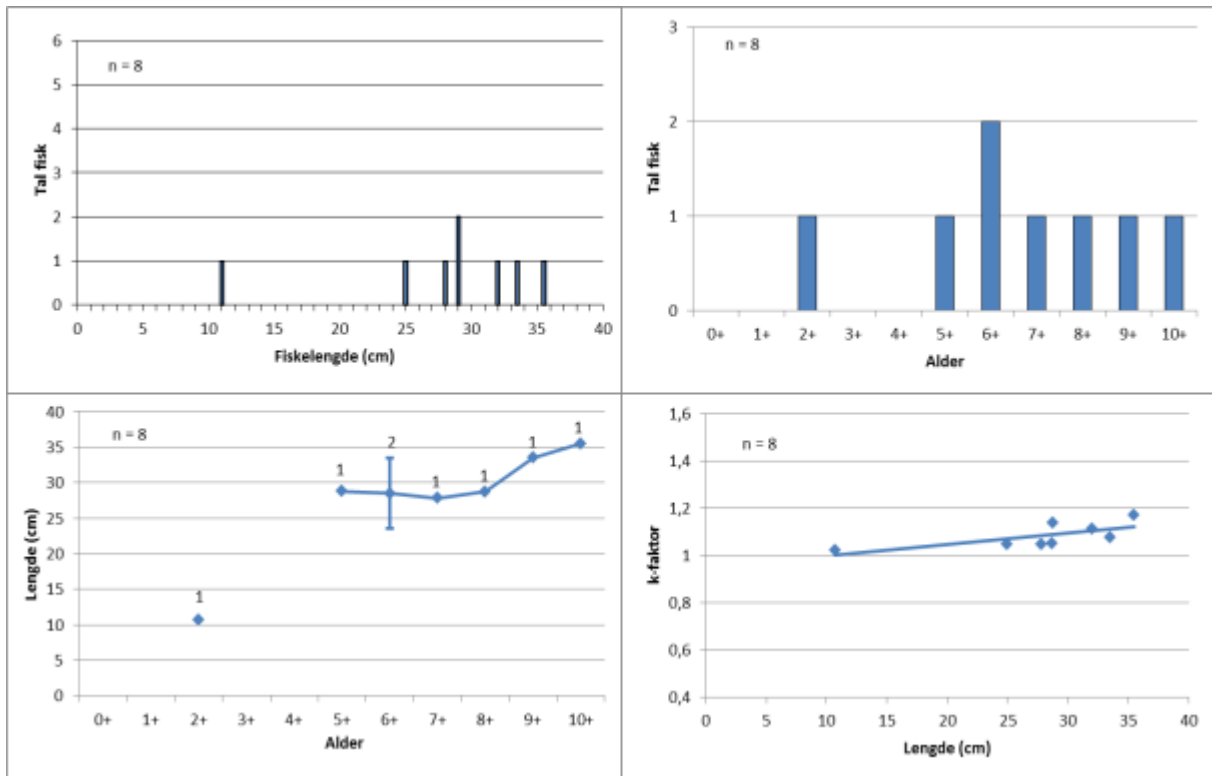 6
5
4
3
2
1
0
n = 8
Tal fisk
0 5 10 15 20 25 30 35 40
Fiskelengde (cm)
3
2
1
0
n = 8
Tal fisk
0+ 1+ 2+ 3+ 4+ 5+ 6+ 7+ 8+ 9+ 10+
Alder
40
35
30
25
20
15
10
5
0
n = 8
Lengde (cm)
1 1 2 1 1 1 1
0+ 1+ 2+ 3+ 4+ 5+ 6+ 7+ 8+ 9+ 10+
Alder
1,6
1,4
1,2
1
0,8
0,6
0,4
n = 8
k-faktor
0 5 10 15 20 25 30 35 40
Lengde (cm)